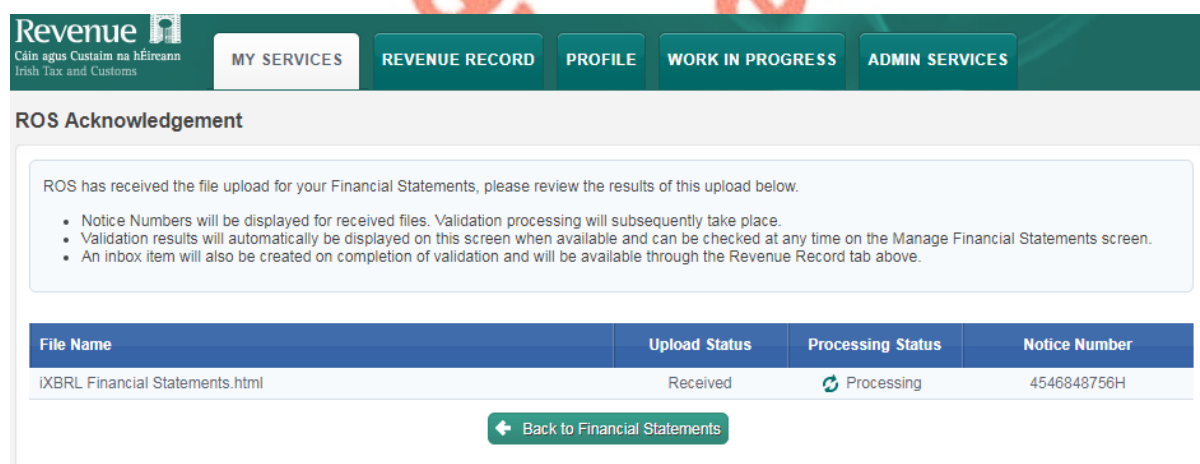 Revenue
Cáin agus Custaim na hÉireann
Irish Tax and Customs
MY SERVICES
REVENUE RECORD
PROFILE
WORK IN PROGRESS
ADMIN SERVICES
ROS Acknowledgement
ROS has received the file upload for your Financial Statements, please review the results of this upload below.
• Notice Numbers will be displayed for received files. Validation processing will subsequently take place.
• Validation results will automatically be displayed on this screen when available and can be checked at any time on the Manage Financial Statements screen.
• An inbox item will also be created on completion of validation and will be available through the Revenue Record tab above.
File Name Upload Status Processing Status Notice Number
iXBRL Financial Statements.html Received Processing 4546848756H
Back to Financial Statements